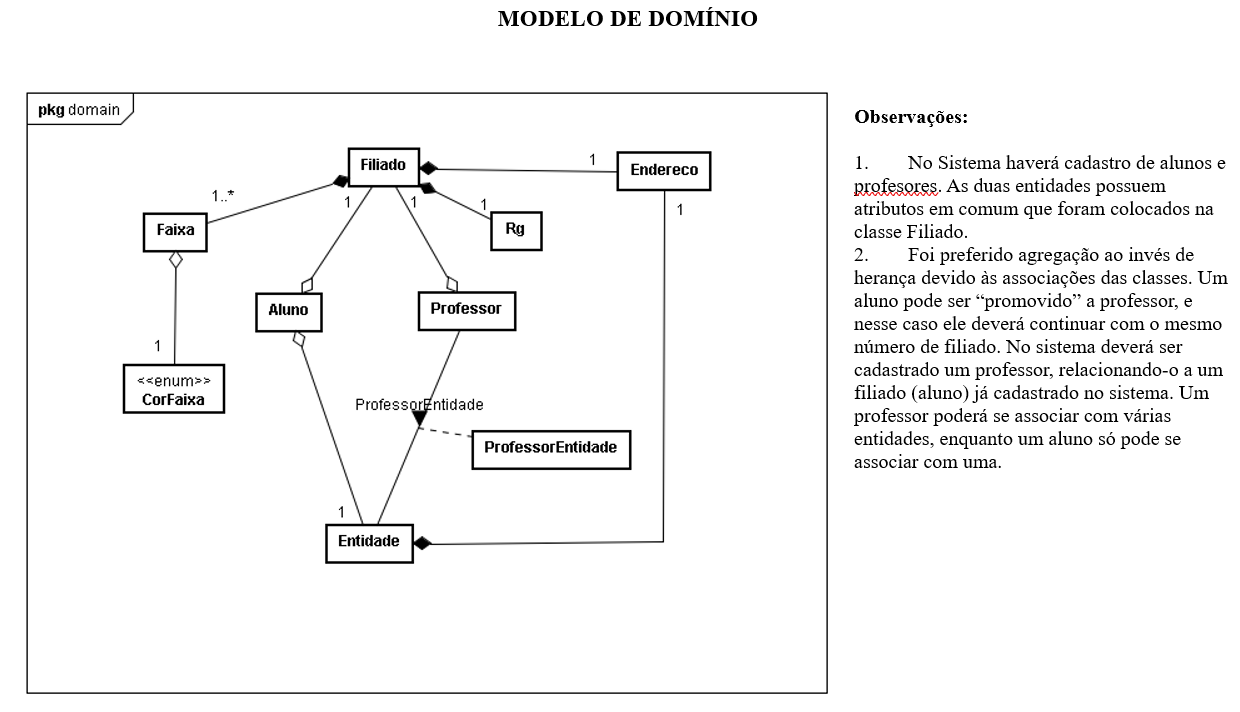 MODELO DE DOMÍNIO
pkg domain
Filiado
1
Endereco
1..*
1
1
1
1
Faixa
Rg
Aluno
Professor
1
<<enum>>
CorFaixa
ProfessorEntidade
ProfessorEntidade
1
Entidade
Observações:
1. No Sistema haverá cadastro de alunos e
profesores. As duas entidades possuem
atributos em comum que foram colocados na
classe Filiado.
2. Foi preferido agregação ao invés de
herança devido às associações das classes. Um
aluno pode ser “promovido” a professor, e
nesse caso ele deverá continuar com o mesmo
número de filiado. No sistema deverá ser
cadastrado um professor, relacionando-o a um
filiado (aluno) já cadastrado no sistema. Um
professor poderá se associar com várias
entidades, enquanto um aluno só pode se
associar com uma.